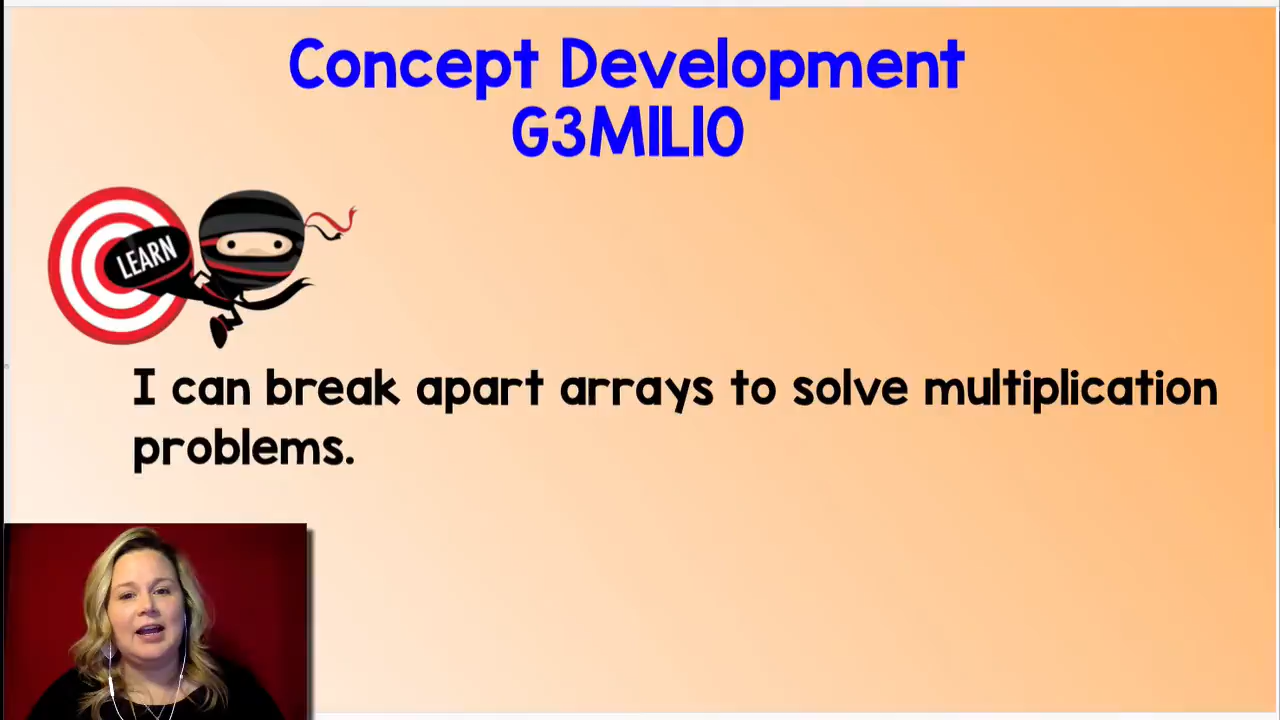 Concept Development
G3M1L10
LEARN
I can break apart arrays to solve multiplication
problems.